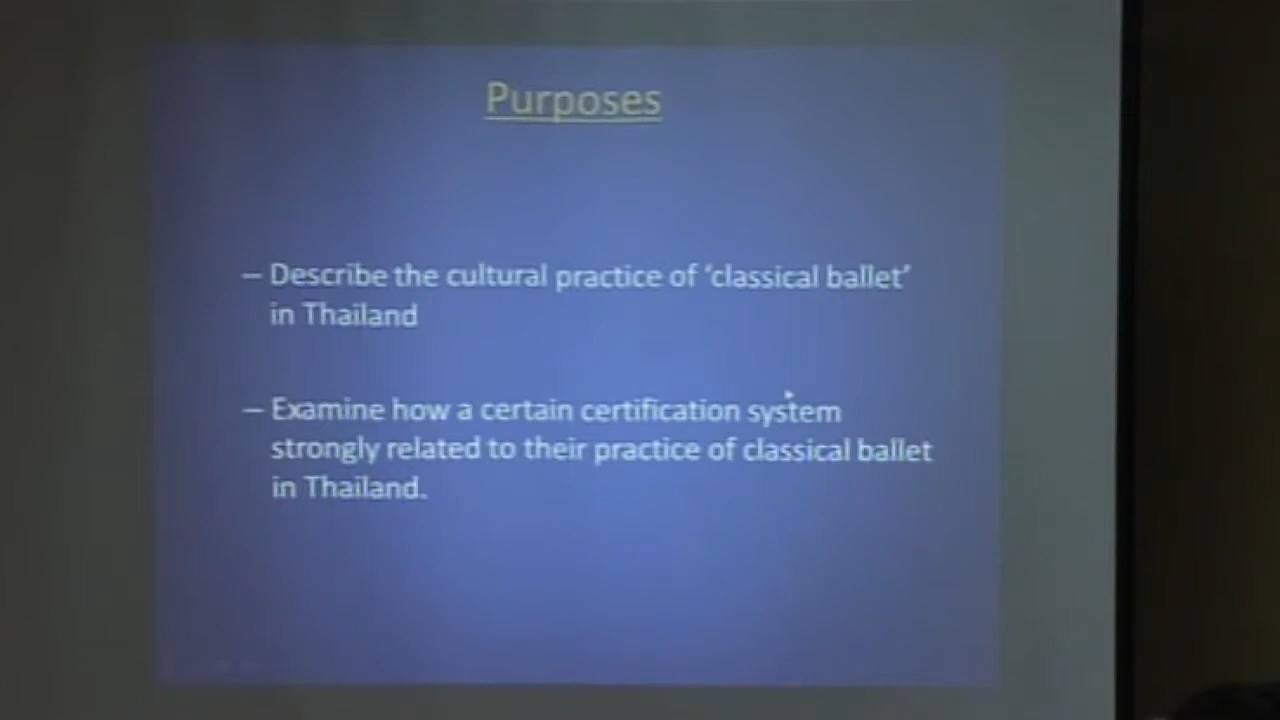 Purposes
– Describe the cultural practice of ‘classical ballet’
in Thailand
– Examine how a certain certification system
strongly related to their practice of classical ballet
in Thailand.